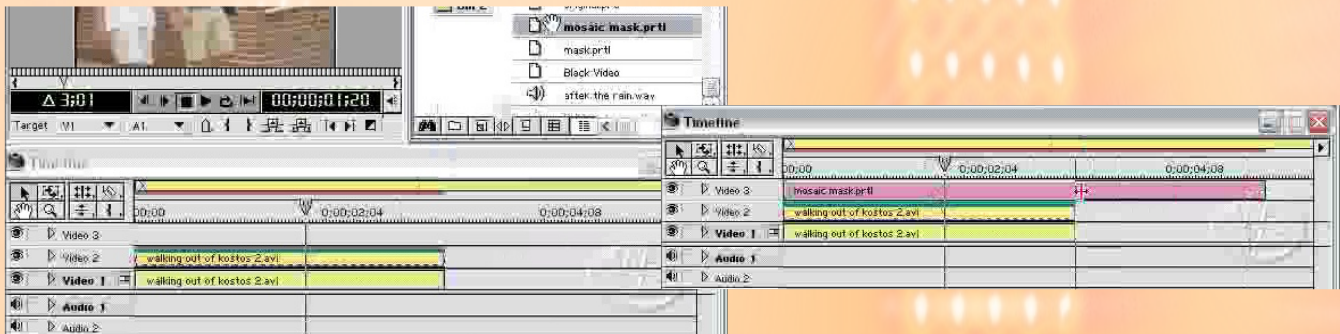 mosaic mask.prtl
mask.prtl
Black Video
after the rain.wav
Δ 3;01
00;00;01;20
Target V1 A1
Timeline
00;00 0;00;02;04 0;00;04;08
Video 3
Video 2 walking out of kostos 2.avi
Video 1 walking out of kostos 2.avi
Audio 1
Audio 2
Timeline
00;00 0;00;02;04 0;00;04;08
Video 3 mosaic mask.prtl
Video 2 walking out of kostos 2.avi
Video 1 walking out of kostos 2.avi
Audio 1
Audio 2